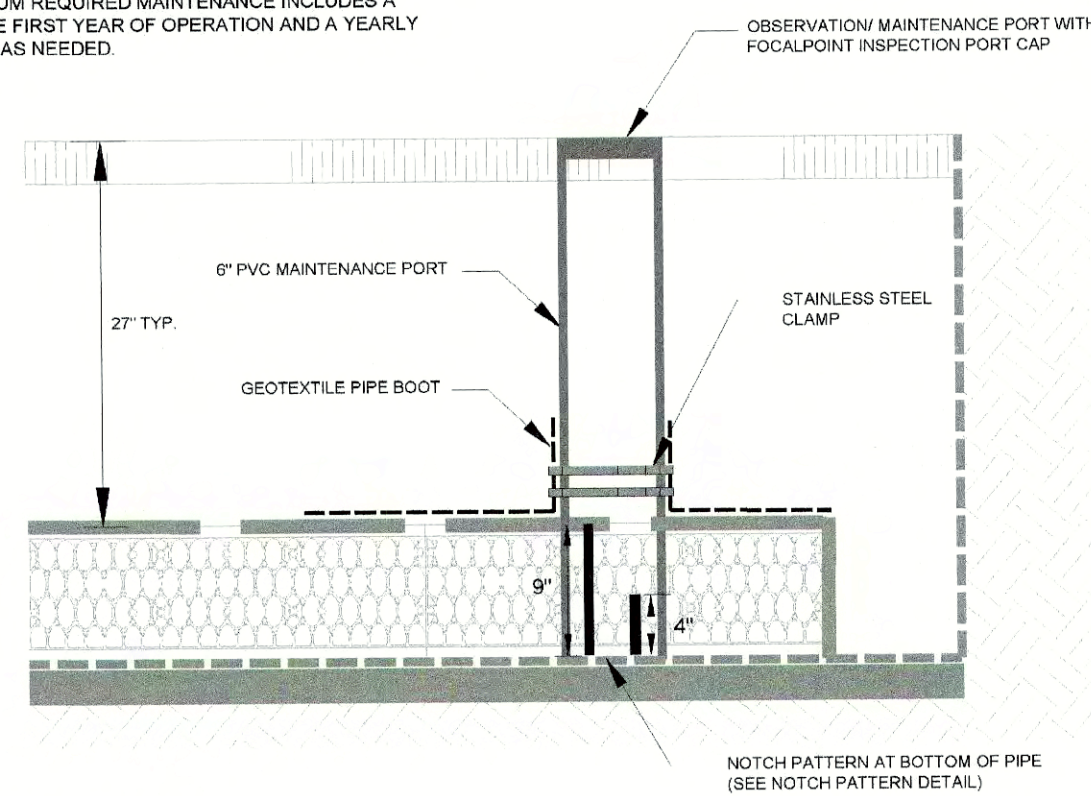 UM REQUIRED MAINTENANCE INCLUDES A
E FIRST YEAR OF OPERATION AND A YEARLY
AS NEEDED.
OBSERVATION/ MAINTENANCE PORT WITH
FOCALPOINT INSPECTION PORT CAP
6" PVC MAINTENANCE PORT
STAINLESS STEEL
CLAMP
27" TYP.
GEOTEXTILE PIPE BOOT
9"
4"
NOTCH PATTERN AT BOTTOM OF PIPE
(SEE NOTCH PATTERN DETAIL)